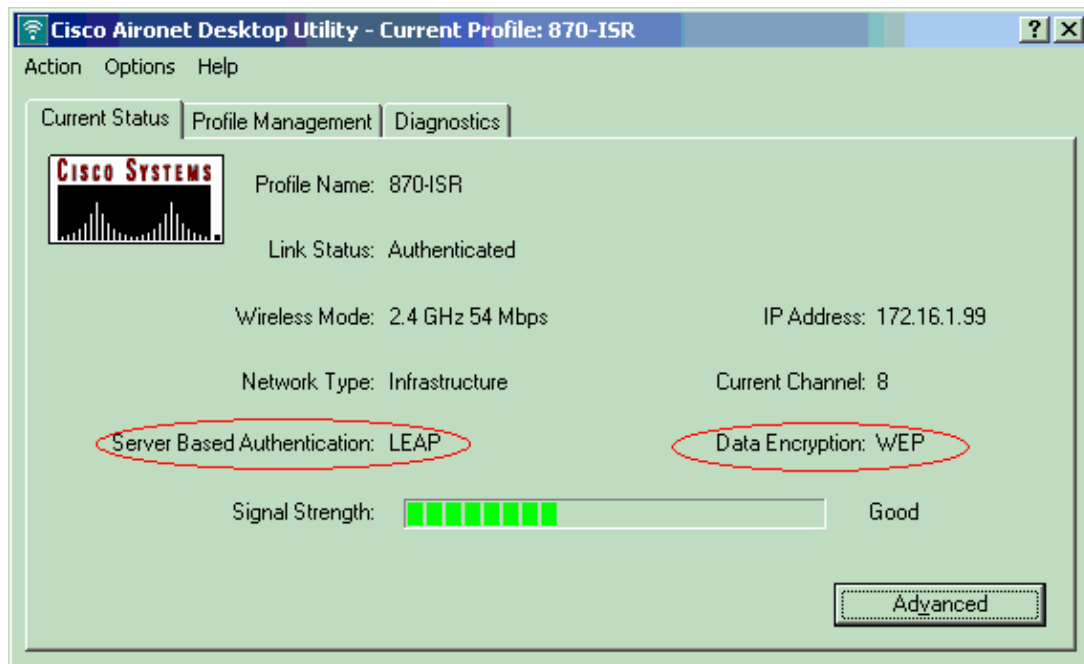 Cisco Aironet Desktop Utility - Current Profile: 870-ISR
Action Options Help
Current Status Profile Management Diagnostics
CISCO SYSTEMS
Profile Name: 870-ISR
Link Status: Authenticated
Wireless Mode: 2.4 GHz 54 Mbps IP Address: 172.16.1.99
Network Type: Infrastructure Current Channel: 8
Server Based Authentication: LEAP Data Encryption: WEP
Signal Strength: Good
Advanced